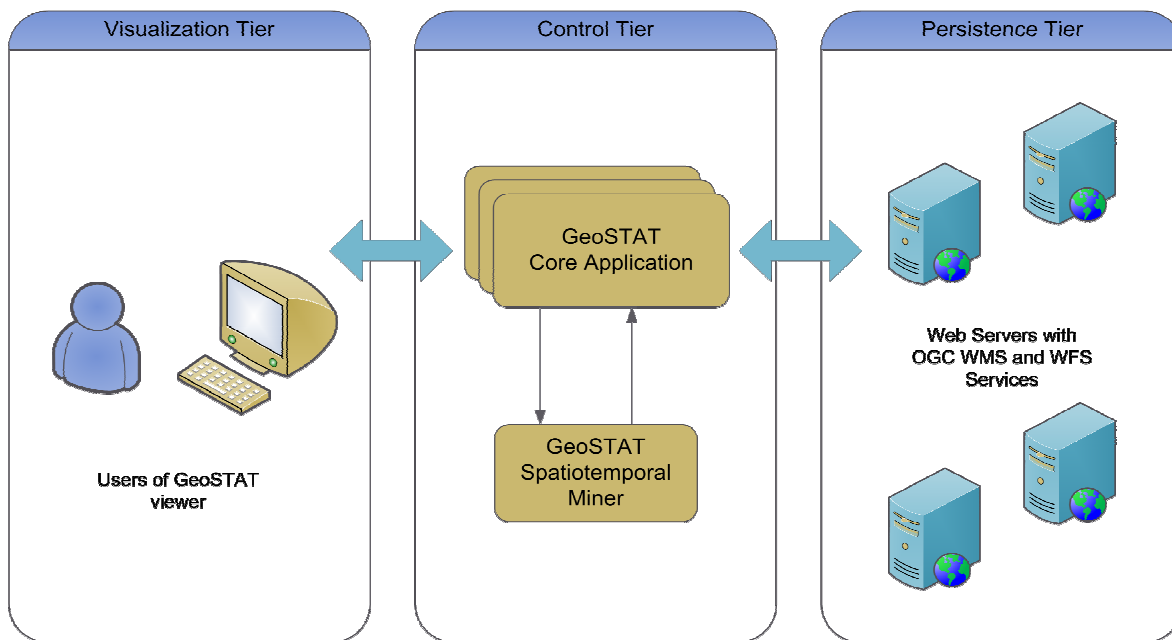 Visualization Tier
Control Tier
Persistence Tier
GeoSTAT
Core Application
GeoSTAT
Spatiotemporal
Miner
Users of GeoSTAT
viewer
Web Servers with
OGC WMS and WFS
Services